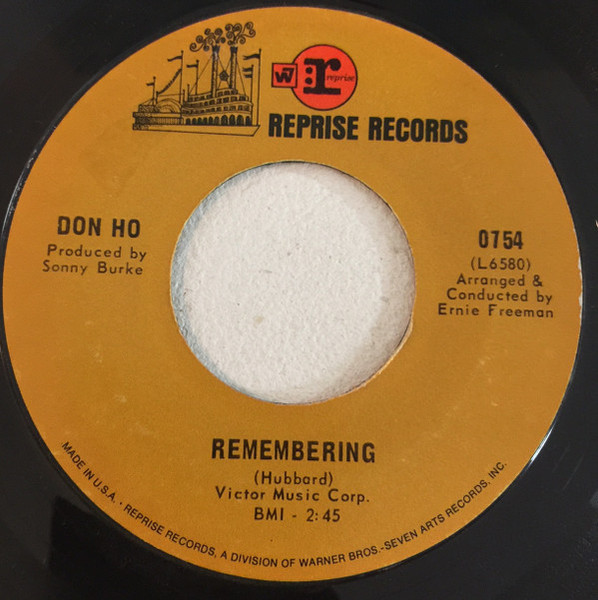 W7
r
reprise
REPRISE RECORDS
DON HO
Produced by
Sonny Burke
0754
(L6580)
Arranged &
Conducted by
Ernie Freeman
REMEMBERING
(Hubbard)
Victor Music Corp.
BMI - 2:45
MADE IN U.S.A. - REPRISE RECORDS, A DIVISION OF WARNER BROS.-SEVEN ARTS RECORDS, INC.